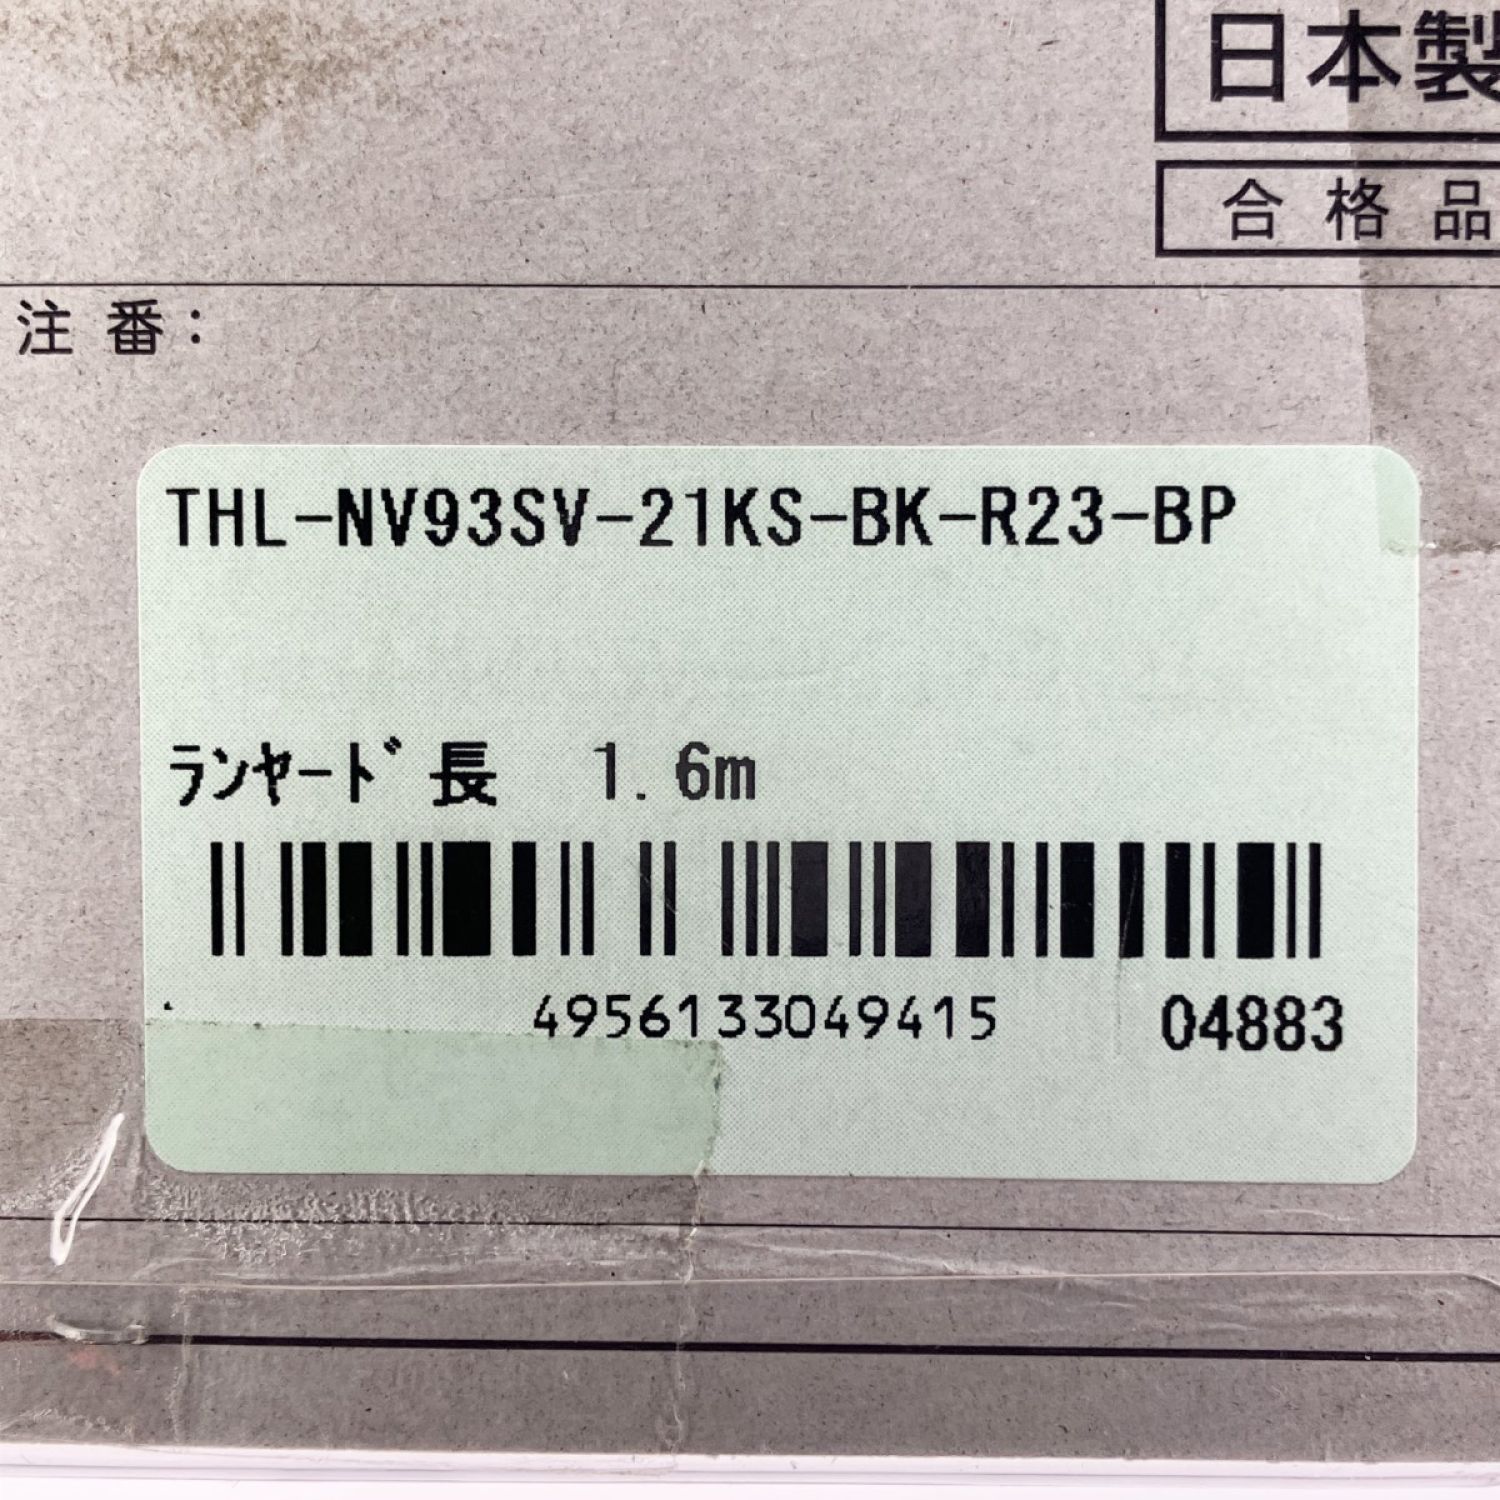 日本製
合格品
注番：
THL-NV93SV-21KS-BK-R23-BP
ﾗﾝﾔｰﾄﾞ長　1.6m
4956133049415 04883